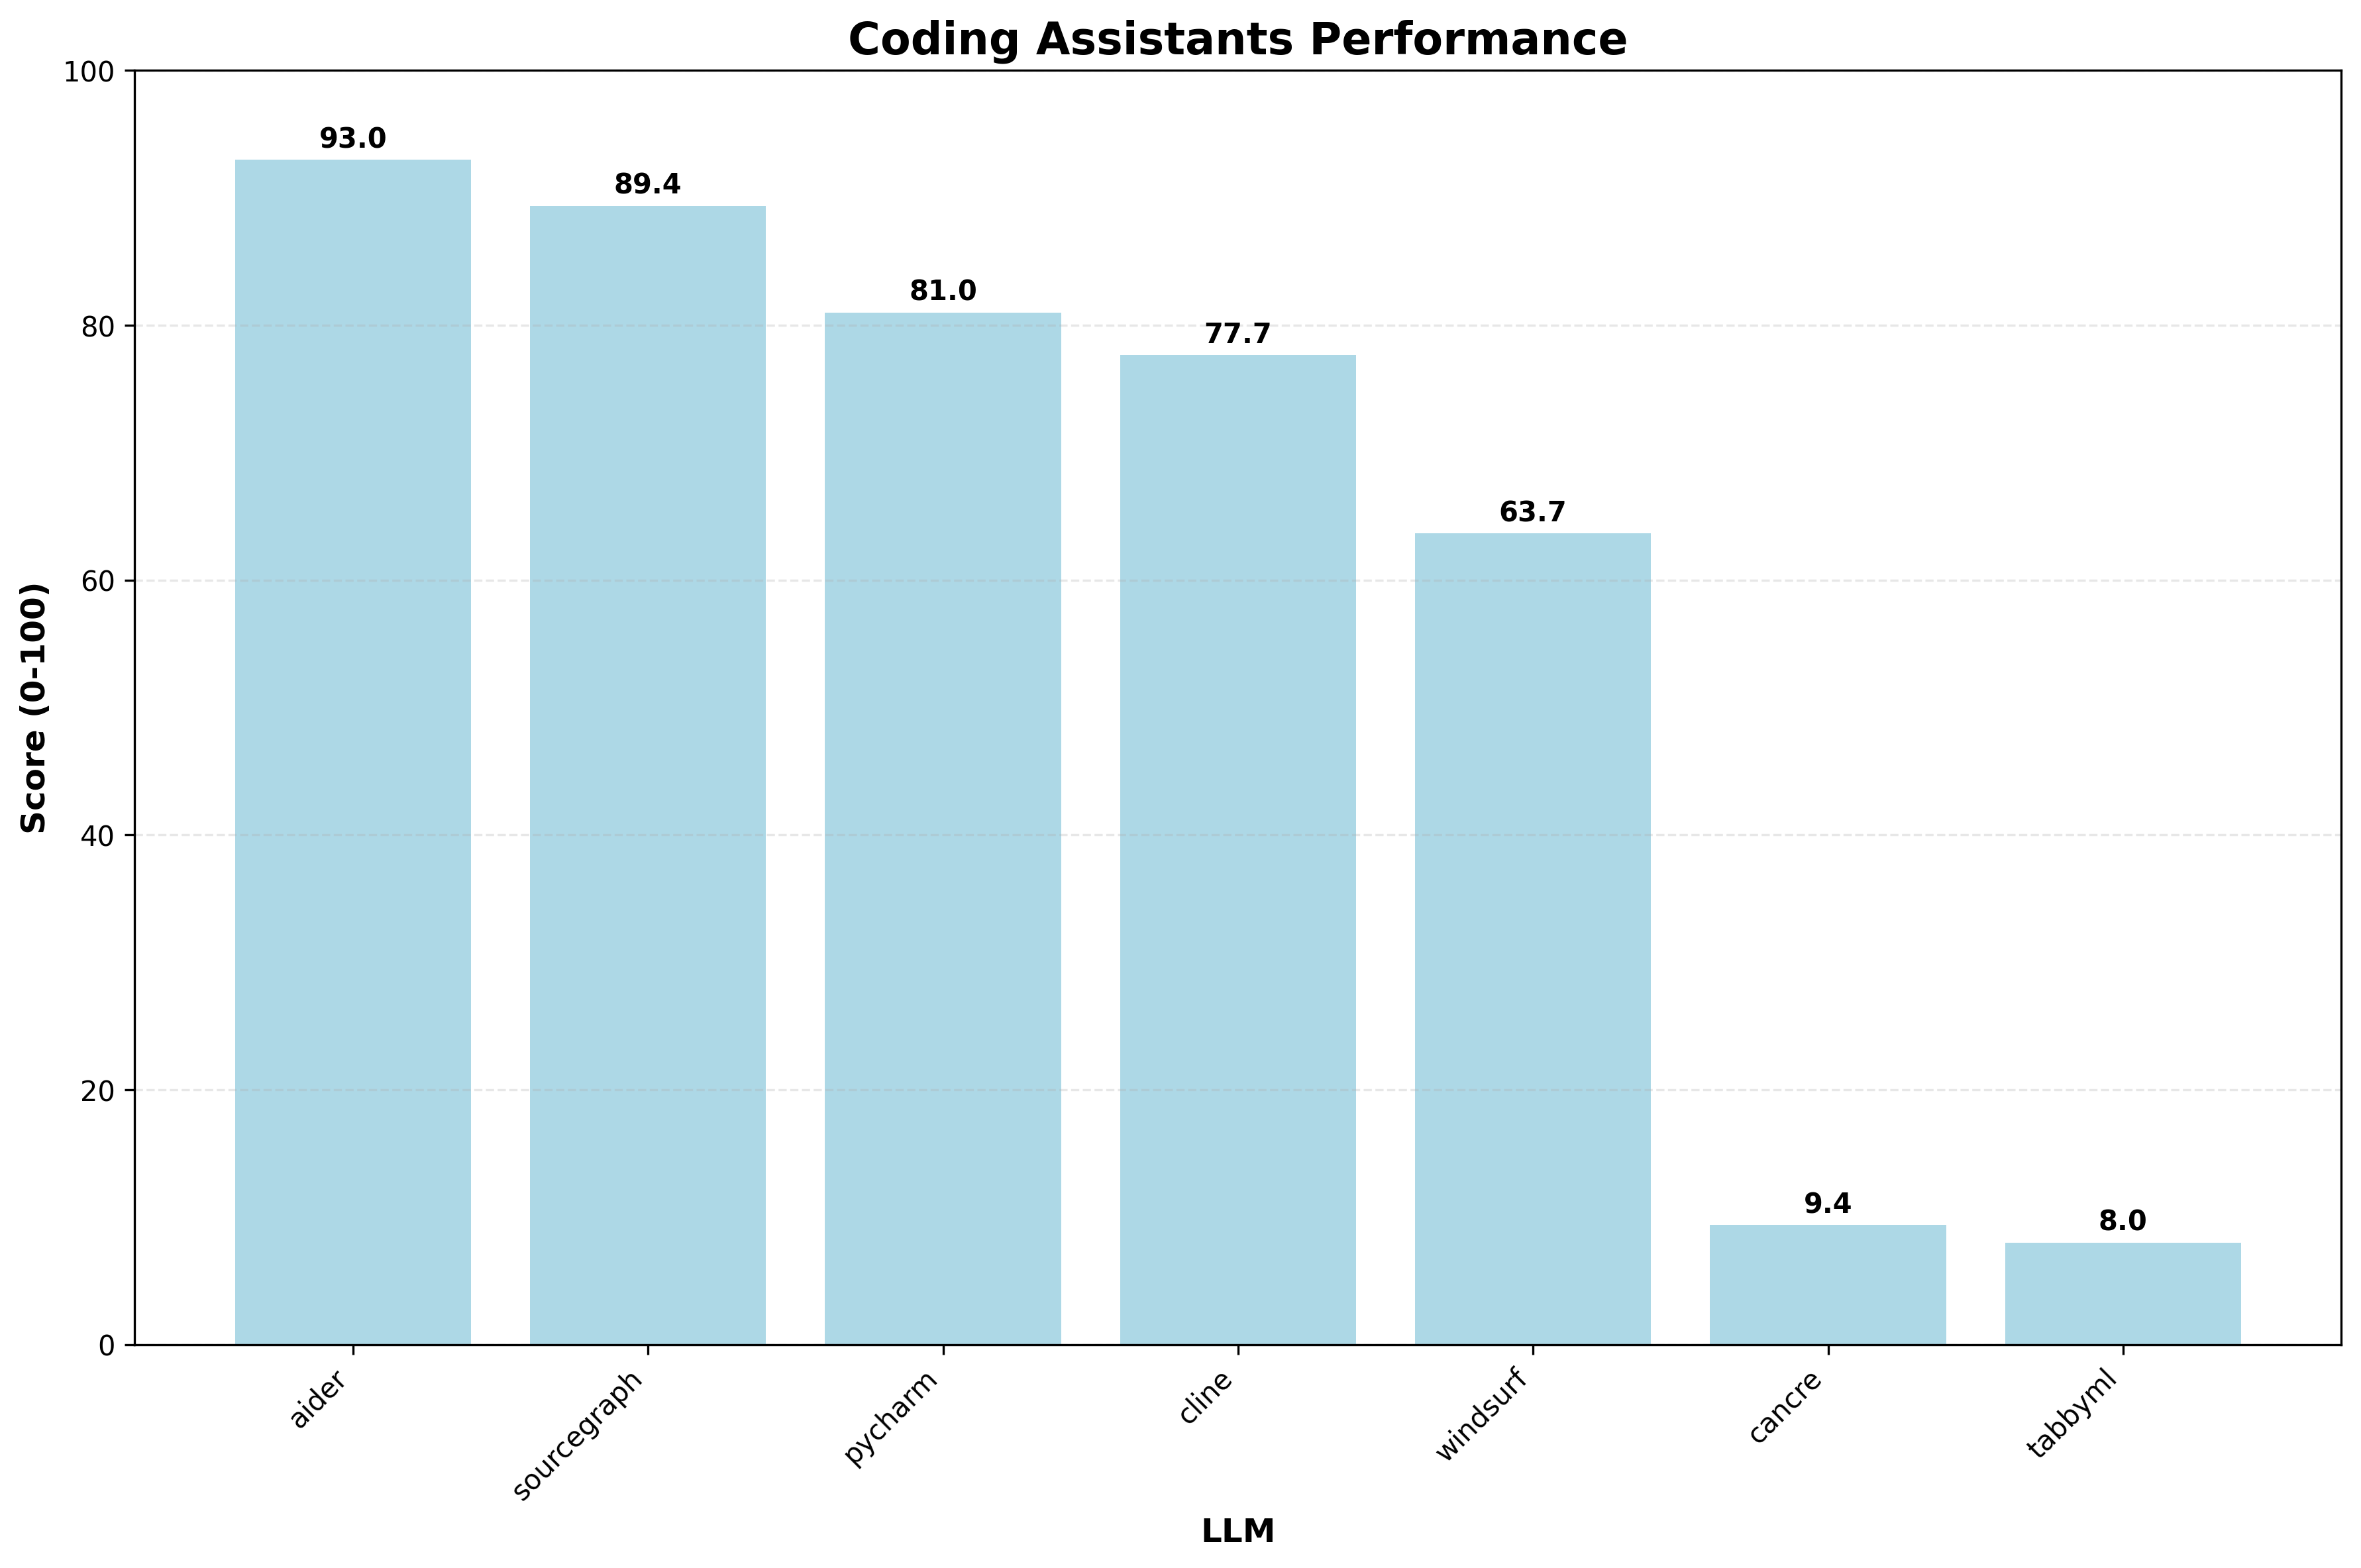 Coding Assistants Performance
100
80
60
40
20
0
Score (0-100)
93.0
89.4
81.0
77.7
63.7
9.4
8.0
aider
sourcegraph
pycharm
cline
windsurf
cancre
tabbyml
LLM